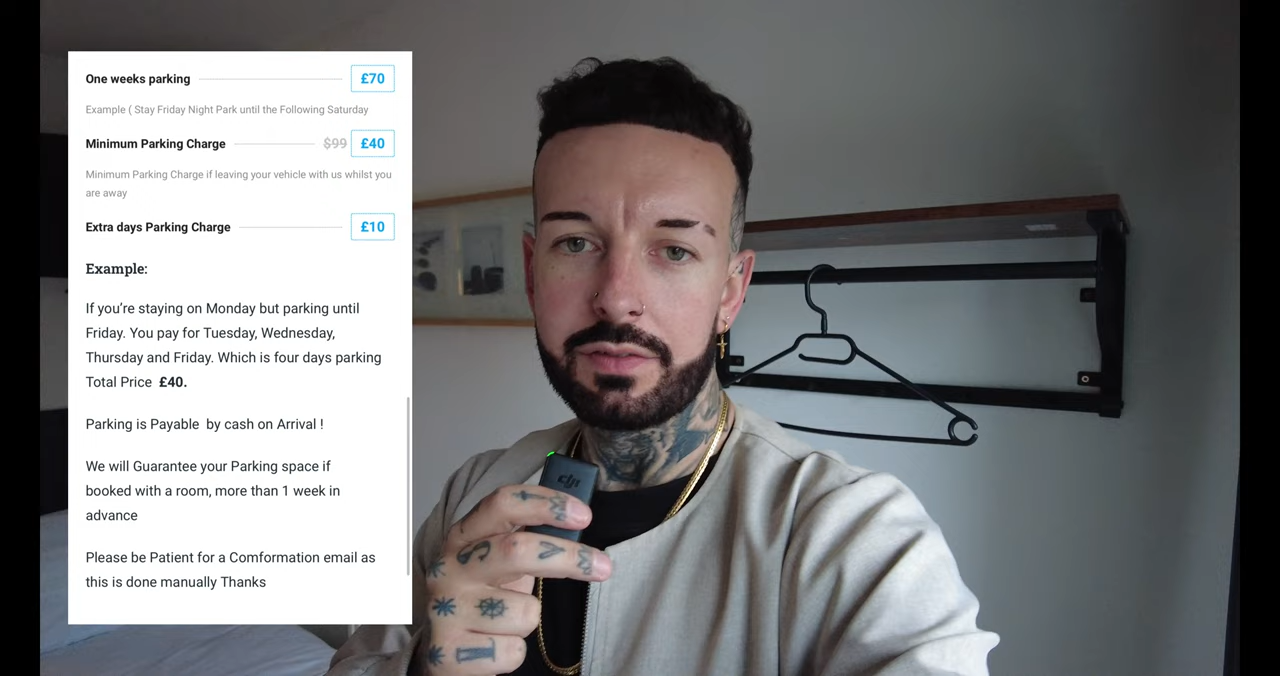 One weeks parking £70
Example ( Stay Friday Night Park until the Following Saturday
Minimum Parking Charge $99 £40
Minimum Parking Charge if leaving your vehicle with us whilst you
are away
Extra days Parking Charge £10
Example:
If you’re staying on Monday but parking until
Friday. You pay for Tuesday, Wednesday,
Thursday and Friday. Which is four days parking
Total Price £40.
Parking is Payable by cash on Arrival !
We will Guarantee your Parking space if
booked with a room, more than 1 week in
advance
Please be Patient for a Comformation email as
this is done manually Thanks
dji